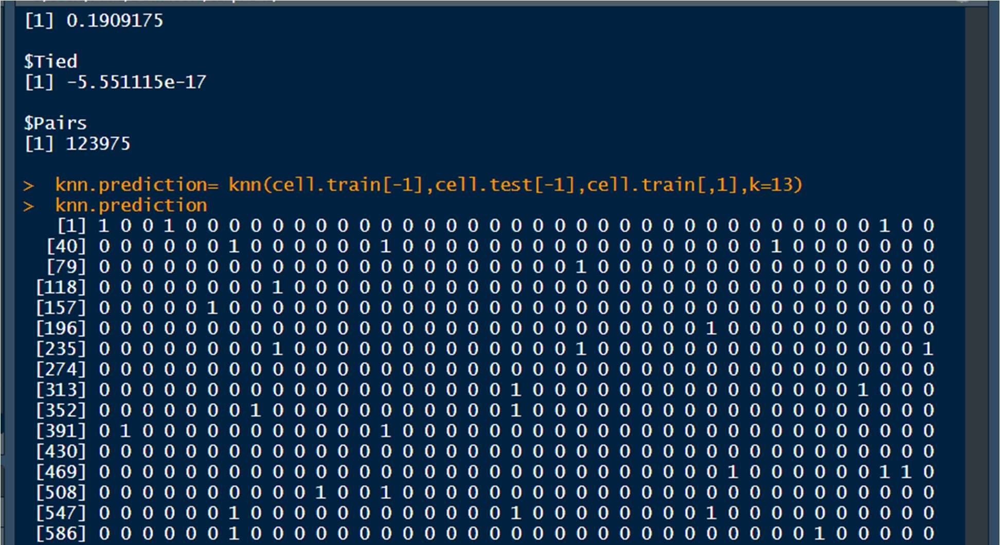 [1] 0.1909175
$Tied
[1] -5.551115e-17
$Pairs
[1] 123975
> knn.prediction= knn(cell.train[-1],cell.test[-1],cell.train[,1],k=13)
> knn.prediction
[1] 1 0 0 1 0 0 0 0 0 0 0 0 0 0 0 0 0 0 0 0 0 0 0 0 0 0 0 0 0 0 0 0 0 0 0 0 1 0 0
[40] 0 0 0 0 0 0 1 0 0 0 0 0 0 1 0 0 0 0 0 0 0 0 0 0 0 0 0 0 0 0 0 1 0 0 0 0 0 0 0
[79] 0 0 0 0 0 0 0 0 0 0 0 0 0 0 0 0 0 0 0 0 0 0 1 0 0 0 0 0 0 0 0 0 0 0 0 0 0 0 0
[118] 0 0 0 0 0 0 0 0 1 0 0 0 0 0 0 0 0 0 0 0 0 0 0 0 0 0 0 0 0 0 0 0 0 0 0 0 0 0 0
[157] 0 0 0 0 0 1 0 0 0 0 0 0 0 0 0 0 0 0 0 0 0 0 0 0 0 0 0 0 0 0 0 0 0 0 0 0 0 0 0
[196] 0 0 0 0 0 0 0 0 0 0 0 0 0 0 0 0 0 0 0 0 0 0 0 0 0 0 0 0 1 0 0 0 0 0 0 0 0 0 0
[235] 0 0 0 0 0 0 0 0 1 0 0 0 0 0 0 0 0 0 0 0 0 0 1 0 0 0 0 0 0 0 0 0 0 0 0 0 0 0 1
[274] 0 0 0 0 0 0 0 0 0 0 0 0 0 0 0 0 0 0 0 0 0 0 0 0 0 0 0 0 0 0 0 0 0 0 0 0 0 0 0
[313] 0 0 0 0 0 0 0 0 0 0 0 0 0 0 0 0 0 0 0 1 0 0 0 0 0 0 0 0 0 0 0 0 0 0 0 1 0 0 0
[352] 0 0 0 0 0 0 0 1 0 0 0 0 0 0 0 0 0 0 0 1 0 0 0 0 0 0 0 0 0 0 0 0 0 0 0 0 0 0 0
[391] 0 1 0 0 0 0 0 0 0 0 0 0 0 1 0 0 0 0 0 0 0 0 0 0 0 0 0 0 0 0 0 0 0 0 0 0 0 0 0
[430] 0 0 0 0 0 0 0 0 0 0 0 0 0 0 0 0 0 0 0 0 0 0 0 0 0 0 0 0 0 0 0 0 0 0 0 0 0 0 0
[469] 0 0 0 0 0 0 0 0 0 0 0 0 0 0 0 0 0 0 0 0 0 0 0 0 0 0 0 0 0 1 0 0 0 0 0 0 1 1 0
[508] 0 0 0 0 0 0 0 0 0 0 1 0 0 1 0 0 0 0 0 0 0 0 0 0 0 0 0 0 0 0 0 0 0 0 0 0 0 0 0
[547] 0 0 0 0 0 0 1 0 0 0 0 0 0 0 0 0 0 0 0 1 0 0 0 0 0 0 0 0 1 0 0 0 0 0 0 0 0 0 0
[586] 0 0 0 0 0 0 1 0 0 0 0 0 0 0 0 0 0 0 0 0 0 0 0 0 0 0 0 0 0 0 0 0 0 1 0 0 0 0 0